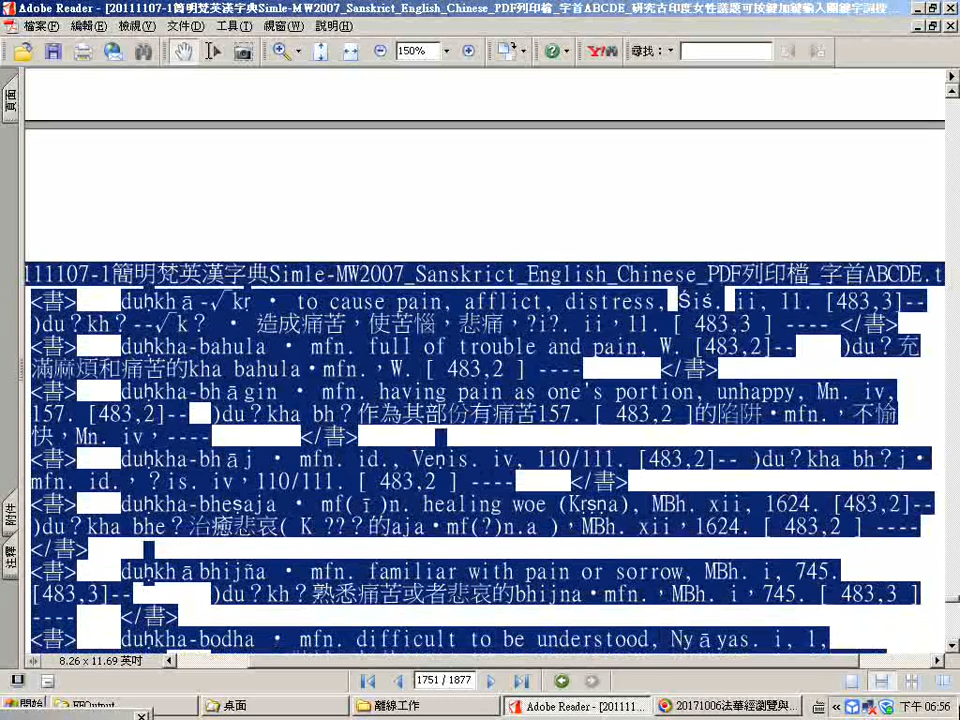 Adobe Reader - [20111107-1簡明梵英漢字典Simle-MW2007_Sanskrict_English_Chinese_PDF列印檔_字首ABCDE_研究古印度女性議題可按鍵加鍵輸入關鍵字詞搜...
檔案(F) 編輯(E) 檢視(V) 文件(D) 工具(T) 視窗(W) 說明(H)
150% Y! 尋找:
頁面
111107-1簡明梵英漢字典Simle-MW2007_Sanskrict_English_Chinese_PDF列印檔_字首ABCDE.t
<書> duḥkhā-√kṛ • to cause pain, afflict, distress, Śiś. ii, 11. [483,3]--
)du?kh?--√k? • 造成痛苦，使苦惱，悲痛，?i?. ii，11. [ 483,3 ] ---- </書>
<書> duḥkha-bahula • mfn. full of trouble and pain, W. [483,2]-- )du?充
滿麻煩和痛苦的kha bahula•mfn.，W. [ 483,2 ] ---- </書>
<書> duḥkha-bhāgin • mfn. having pain as one's portion, unhappy, Mn. iv,
157. [483,2]-- )du?kha bh?作為其部份有痛苦157. [ 483,2 ]的陷阱•mfn.，不愉
快，Mn. iv，---- </書>
<書> duḥkha-bhāj • mfn. id., Veṇis. iv, 110/111. [483,2]-- )du?kha bh?j•
mfn. id.，?is. iv，110/111. [ 483,2 ] ---- </書>
<書> duḥkha-bheṣaja • mf(ī)n. healing woe (Kṛṣṇa), MBh. xii, 1624. [483,2]--
)du?kha bhe?治癒悲哀( K ???的aja•mf(?)n.a )，MBh. xii，1624. [ 483,2 ] ----
</書>
<書> duḥkhābhijña • mfn. familiar with pain or sorrow, MBh. i, 745.
[483,3]-- )du?kh?熟悉痛苦或者悲哀的bhijna•mfn.，MBh. i，745. [ 483,3 ]
---- </書>
<書> duḥkha-bodha • mfn. difficult to be understood, Nyāyas. i, 1,
附件
注釋
8.26 x 11.69 英吋
1751 / 1877
開始 FFOutput 桌面 離線工作 Adobe Reader - [201111... 20171006法華經瀏覽與... 下午 06:56